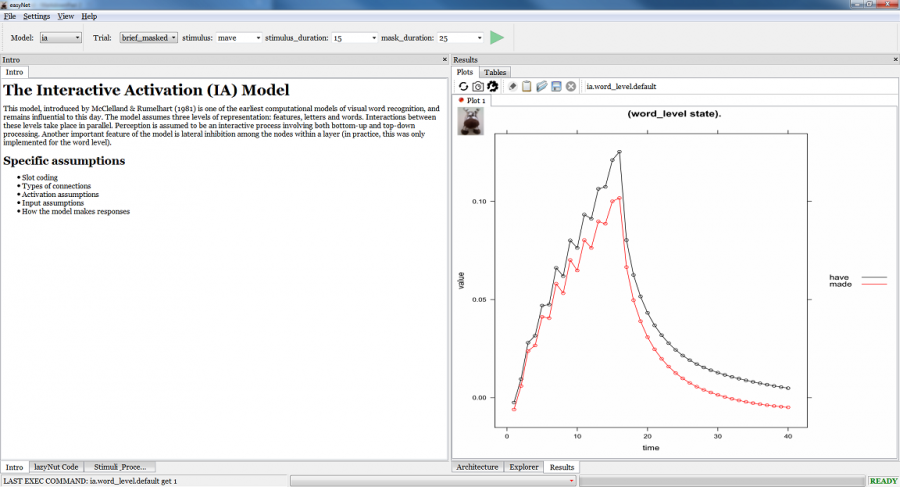 easyNet
File Settings View Help
Model: ia Trial: brief_masked stimulus: mave stimulus_duration: 15 mask_duration: 25
Intro
Intro
The Interactive Activation (IA) Model
This model, introduced by McClelland & Rumelhart (1981) is one of the earliest computational models of visual word recognition, and
remains influential to this day. The model assumes three levels of representation: features, letters and words. Interactions between
these levels take place in parallel. Perception is assumed to be an interactive process involving both bottom-up and top-down
processing. Another important feature of the model is lateral inhibition among the nodes within a layer (in practice, this was only
implemented for the word level).
Specific assumptions
• Slot coding
• Types of connections
• Activation assumptions
• Input assumptions
• How the model makes responses
Intro lazyNut Code Stimuli_Proce...
Results
Plots Tables
ia.word_level.default
Plot 1
(word_level state).
0.10
0.05
0.00
value
0 10 20 30 40
time
have
made
Architecture Explorer Results
LAST EXEC COMMAND: ia.word_level.default get 1
READY